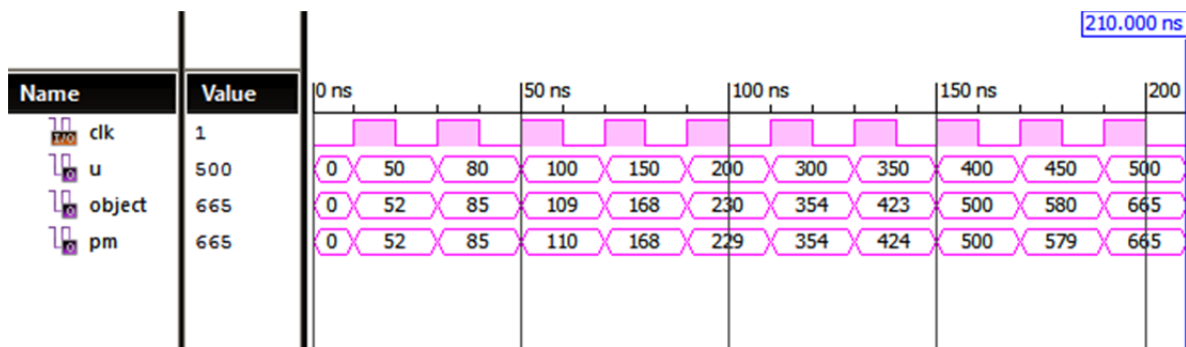 210.000 ns
Name Value 0 ns 50 ns 100 ns 150 ns 200
clk 1
u 500 0 50 80 100 150 200 300 350 400 450 500
object 665 0 52 85 109 168 230 354 423 500 580 665
pm 665 0 52 85 110 168 229 354 424 500 579 665